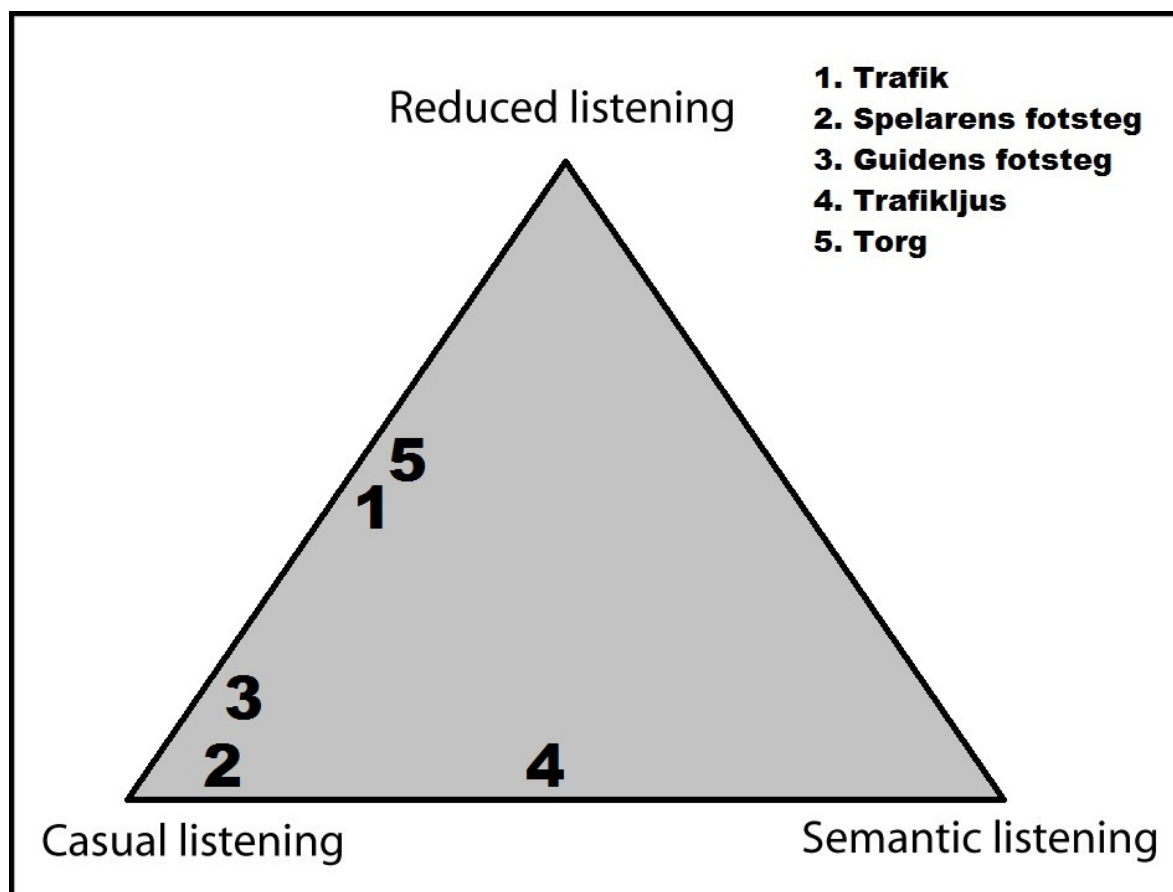 Reduced listening
1. Trafik
2. Spelarens fotsteg
3. Guidens fotsteg
4. Trafikljus
5. Torg
5
1
3
2
4
Casual listening
Semantic listening